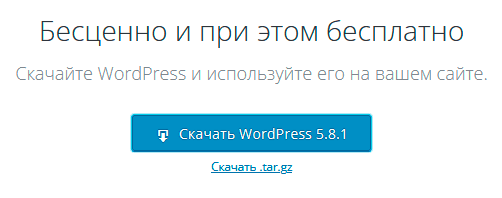 Бесценно и при этом бесплатно
Скачайте WordPress и используйте его на вашем сайте.
Скачать WordPress 5.8.1
Скачать .tar.gz